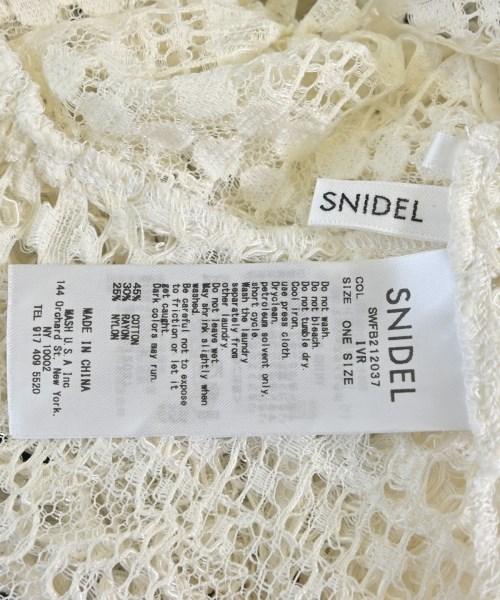 SNIDEL
SNIDEL
SWFB212037
COL IVR
SIZE ONE SIZE
Do not wash.
Do not bleach.
Do not tumble dry.
Cool iron.
use press cloth.
Dryclean.
petroleum solvent only.
short cycle.
Wash the laundry
separately from
other laundry.
Do not leave wet
May shrink slightly when
washed.
Be careful not to expose
to friction or let it
get caught.
Dark colors may run.
45% COTTON
30% RAYON
25% NYLON
MADE IN CHINA
MASH U.S.A Inc
144 Orchard St. New York.
NY 10002
TEL 917 409 5520